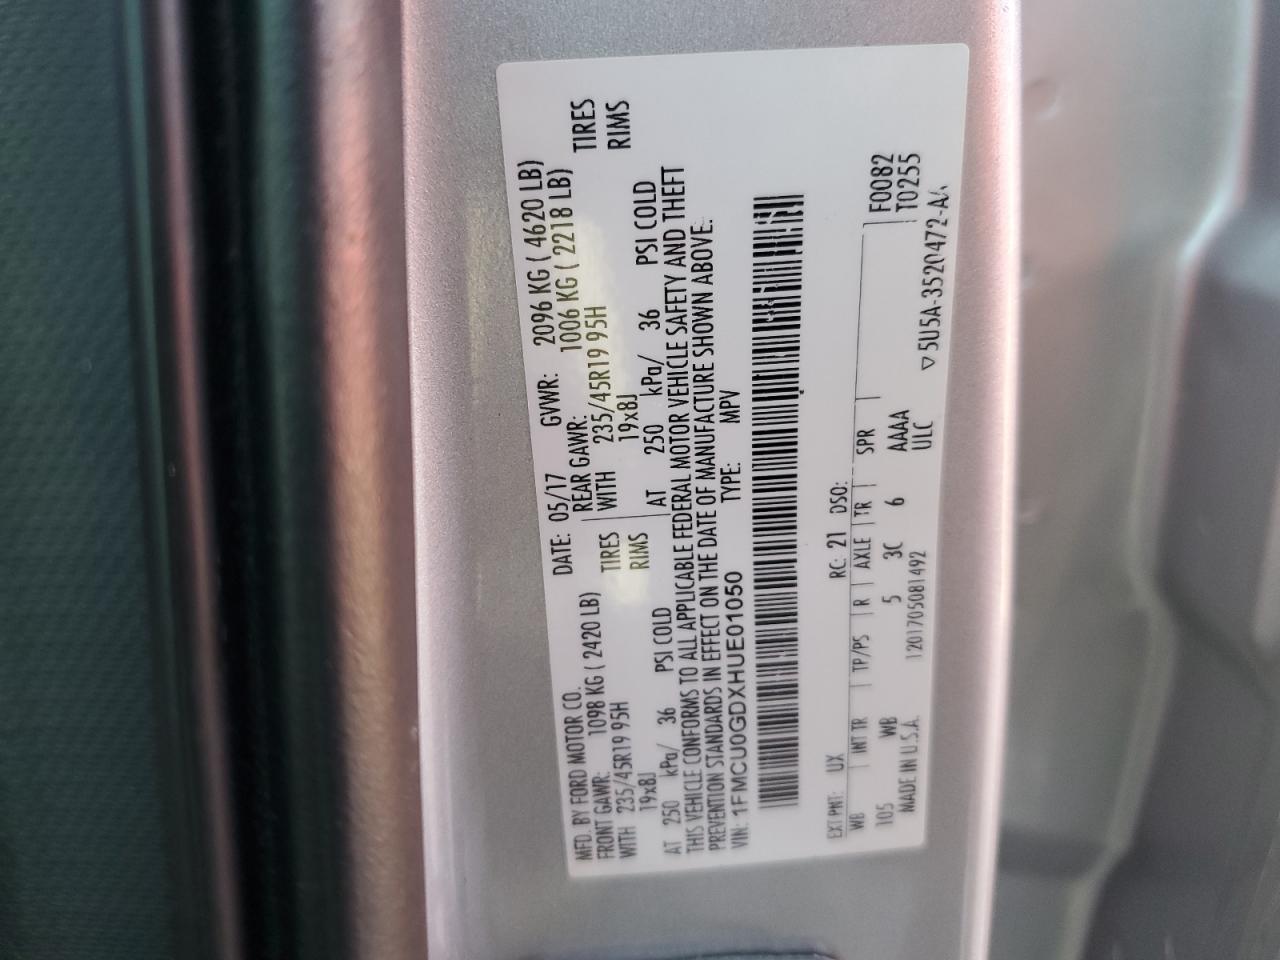 MFD. BY FORD MOTOR CO. DATE: 05/17 GVWR: 2096 KG ( 4620 LB)
FRONT GAWR: 1098 KG ( 2420 LB) REAR GAWR: 1006 KG ( 2218 LB)
WITH 235/45R19 95H TIRES WITH 235/45R19 95H TIRES
19x8J RIMS 19x8J RIMS
AT 250 kPa/ 36 PSI COLD AT 250 kPa/ 36 PSI COLD
THIS VEHICLE CONFORMS TO ALL APPLICABLE FEDERAL MOTOR VEHICLE SAFETY AND THEFT
PREVENTION STANDARDS IN EFFECT ON THE DATE OF MANUFACTURE SHOWN ABOVE.
VIN: 1FMCU0GDXHUE01050 TYPE: MPV
EXT PNT: UX RC: 21 DSO:
WB INT TR TP/PS R AXLE TR SPR F0082
105 WB 5 3C 6 AAAA T0255
MADE IN U.S.A. 1201705081492 ULC
▽ 5U5A-3520472-AA